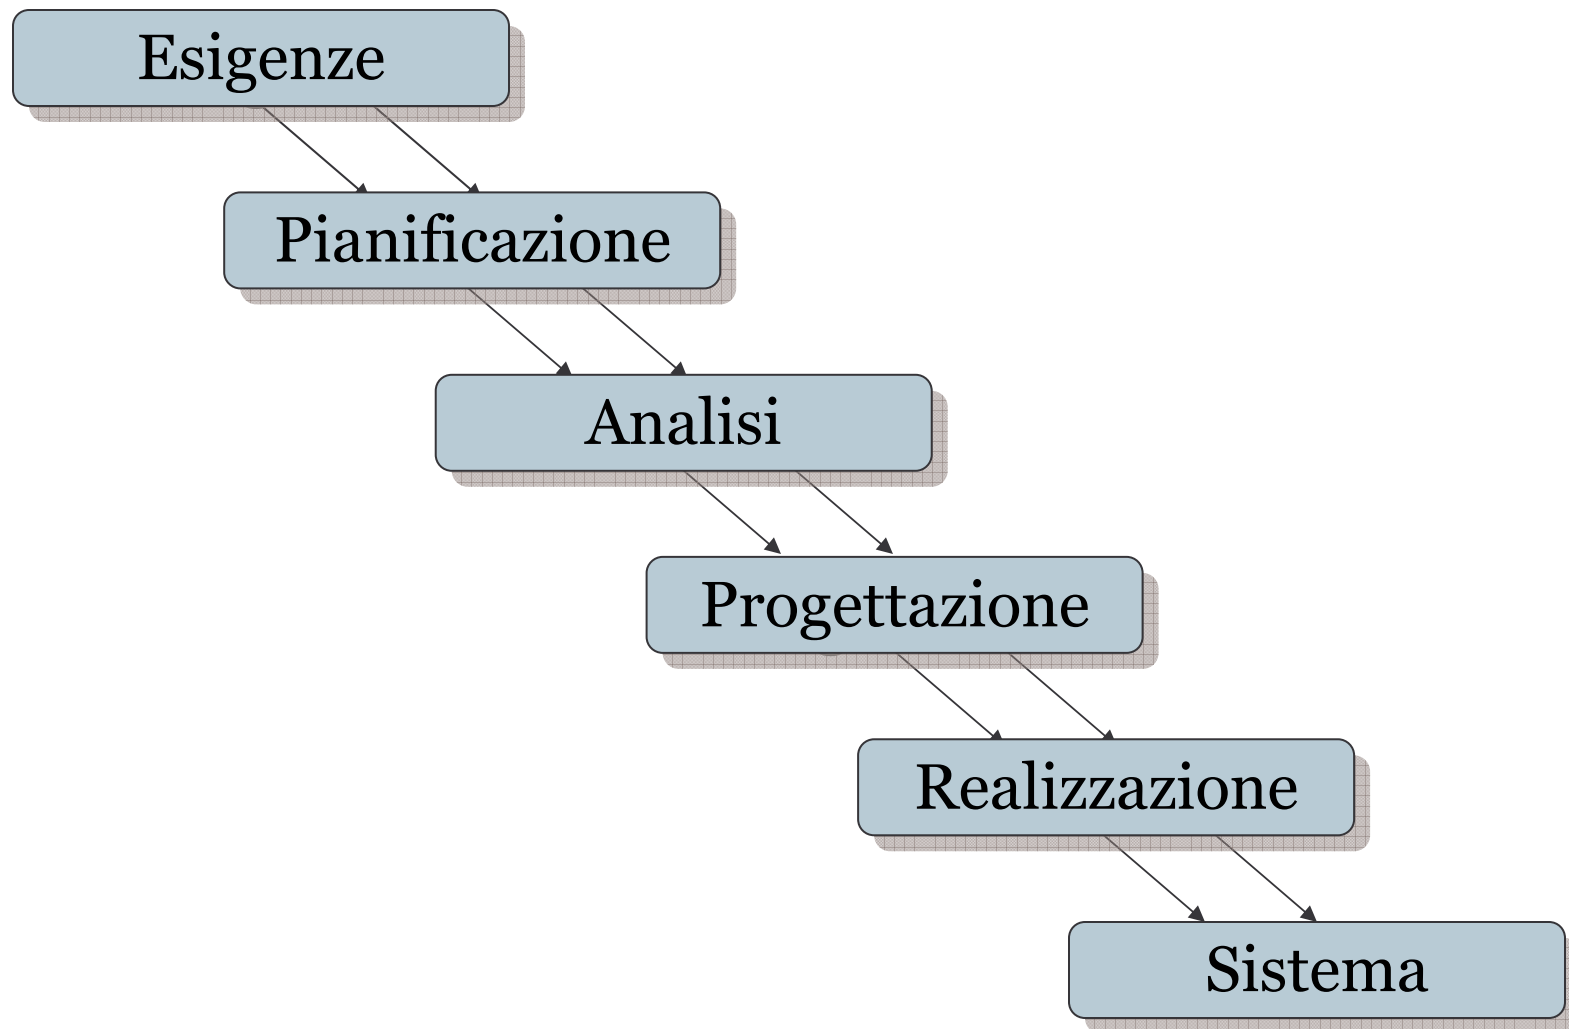 Esigenze
Pianificazione
Analisi
Progettazione
Realizzazione
Sistema